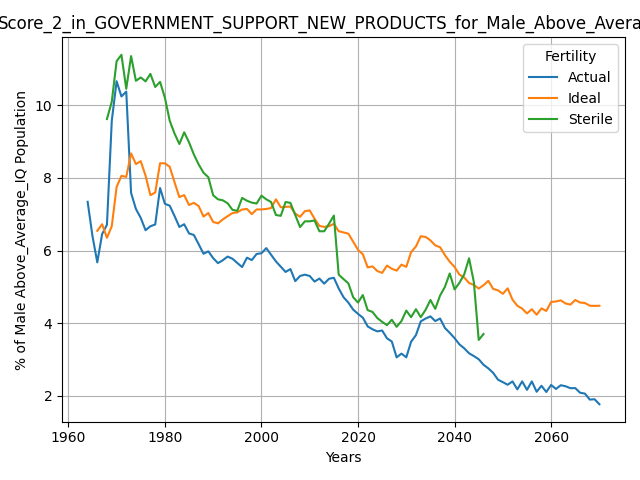 Score_2_in_GOVERNMENT_SUPPORT_NEW_PRODUCTS_for_Male_Above_Avera
Fertility
Actual
Ideal
Sterile
% of Male Above_Average_IQ Population
10
8
6
4
2
1960 1980 2000 2020 2040 2060
Years